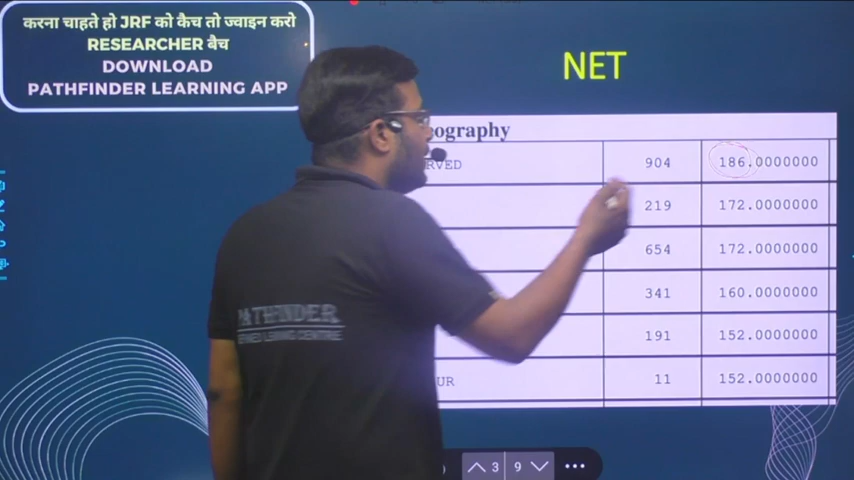 करना चाहते हो JRF को कैच तो ज्वाइन करो
RESEARCHER बैच
DOWNLOAD
PATHFINDER LEARNING APP
NET
eography
RVED 904 186.0000000
219 172.0000000
654 172.0000000
341 160.0000000
191 152.0000000
UR 11 152.0000000
PATHFINDER
3 9